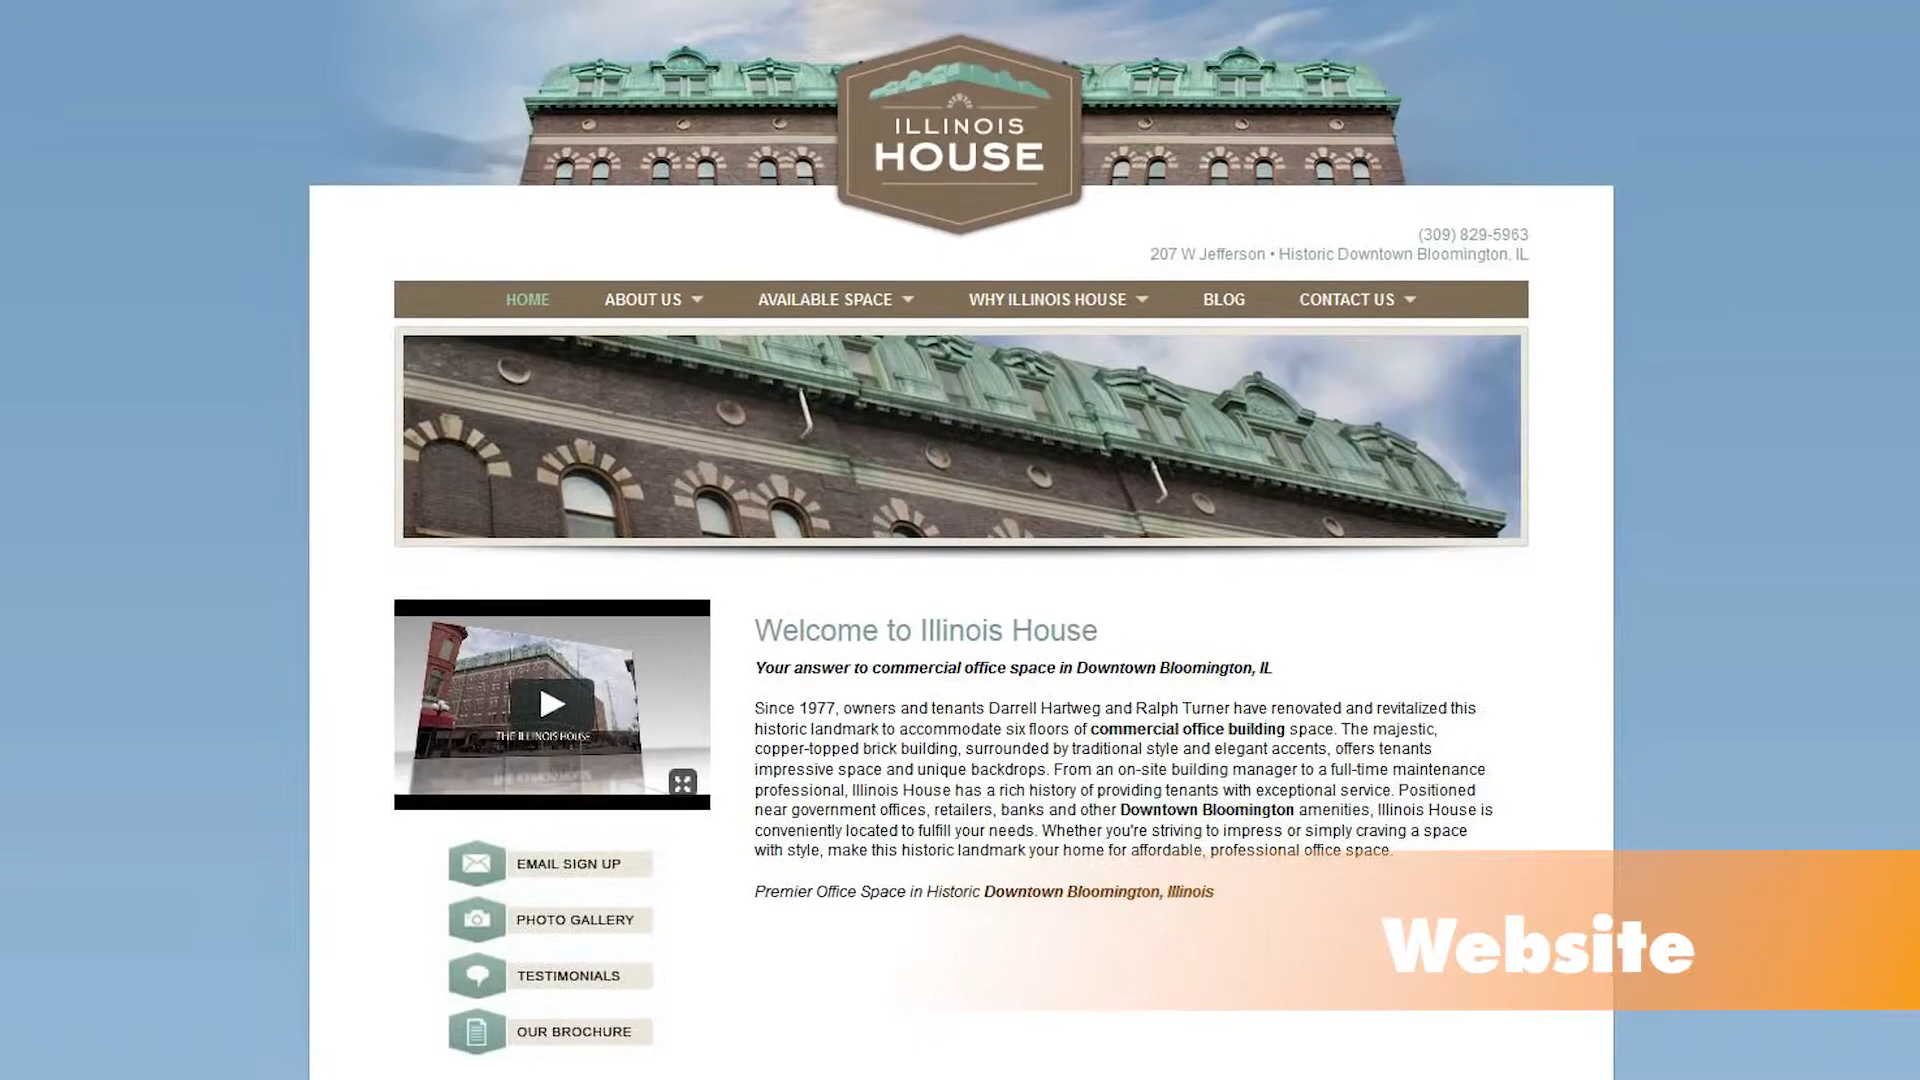 ILLINOIS
HOUSE
(309) 829-5963
207 W Jefferson • Historic Downtown Bloomington, IL
HOME ABOUT US AVAILABLE SPACE WHY ILLINOIS HOUSE BLOG CONTACT US
THE ILLINOIS HOUSE
Welcome to Illinois House
Your answer to commercial office space in Downtown Bloomington, IL
Since 1977, owners and tenants Darrell Hartweg and Ralph Turner have renovated and revitalized this
historic landmark to accommodate six floors of commercial office building space. The majestic,
copper-topped brick building, surrounded by traditional style and elegant accents, offers tenants
impressive space and unique backdrops. From an on-site building manager to a full-time maintenance
professional, Illinois House has a rich history of providing tenants with exceptional service. Positioned
near government offices, retailers, banks and other Downtown Bloomington amenities, Illinois House is
conveniently located to fulfill your needs. Whether you're striving to impress or simply craving a space
with style, make this historic landmark your home for affordable, professional office space.
Premier Office Space in Historic Downtown Bloomington, Illinois
EMAIL SIGN UP
PHOTO GALLERY
TESTIMONIALS
OUR BROCHURE
Website